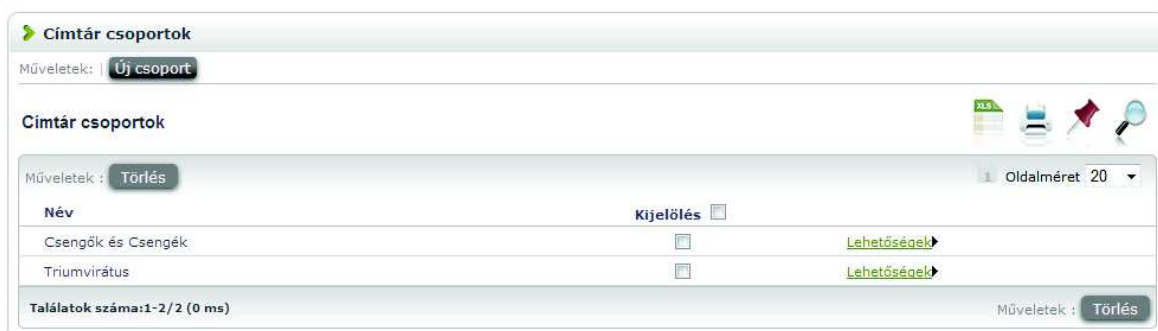 Címtár csoportok
Műveletek: | Új csoport
XLS
Címtár csoportok
Műveletek : Törlés 1 Oldalméret 20
Név Kijelölés
Csengők és Csengék Lehetőségek
Triumvirátus Lehetőségek
Találatok száma:1-2/2 (0 ms) Műveletek : Törlés